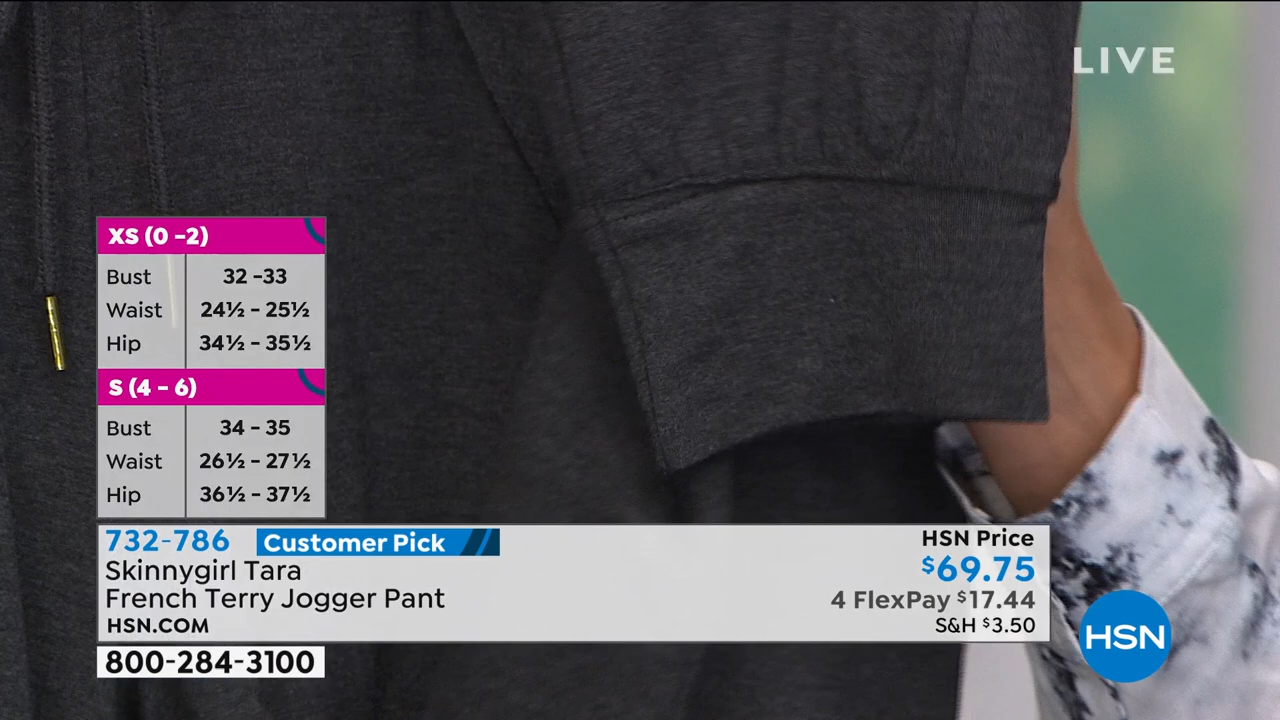 LIVE
XS (0 –2)
Bust 32 –33
Waist 24½ – 25½
Hip 34½ – 35½
S (4 – 6)
Bust 34 – 35
Waist 26½ – 27½
Hip 36½ – 37½
732-786 Customer Pick
Skinnygirl Tara
French Terry Jogger Pant
HSN.COM
HSN Price
$69.75
4 FlexPay $17.44
S&H $3.50
800-284-3100
HSN